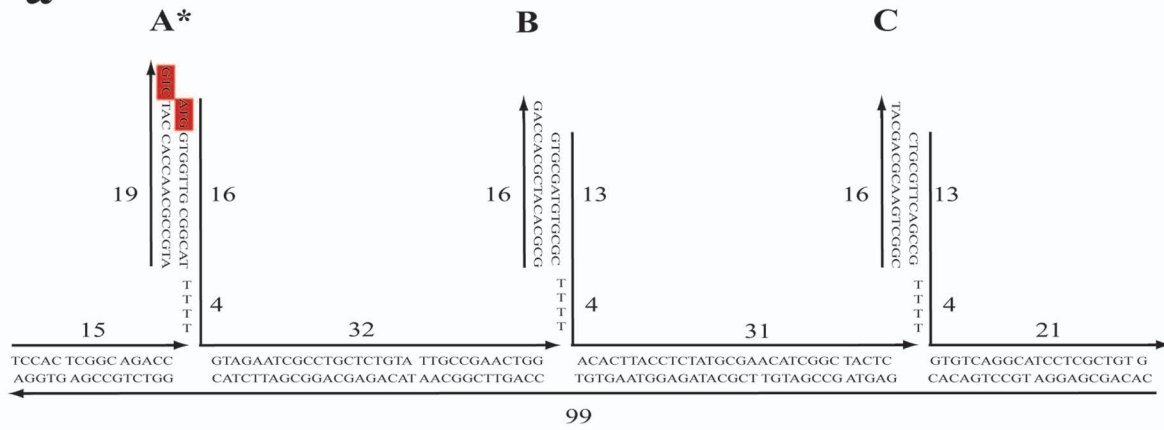 a
A*
B
C
GTC TAC CACCAACGCCGTA
ATG GTGGTTG CGGCAT
TTTT
19
16
4
GACCACGCTACACGCG
GTGCGATGTGCGC
TTTT
16
13
4
TACGACGCAAGTCGGC
CTGCGTTCAGCCG
TTTT
16
13
4
15
32
31
21
TCCAC TCGGC AGACC GTAGAATCGCCTGCTCTGTA TTGCCGAACTGG ACACTTACCTCTATGCGAACATCGGC TACTC GTGTCAGGCATCCTCGCTGT G
AGGTG AGCCGTCTGG CATCTTAGCGGACGAGACAT AACGGCTTGACC TGTGAATGGAGATACGCT TGTAGCCG ATGAG CACAGTCCGT AGGAGCGACAC
99